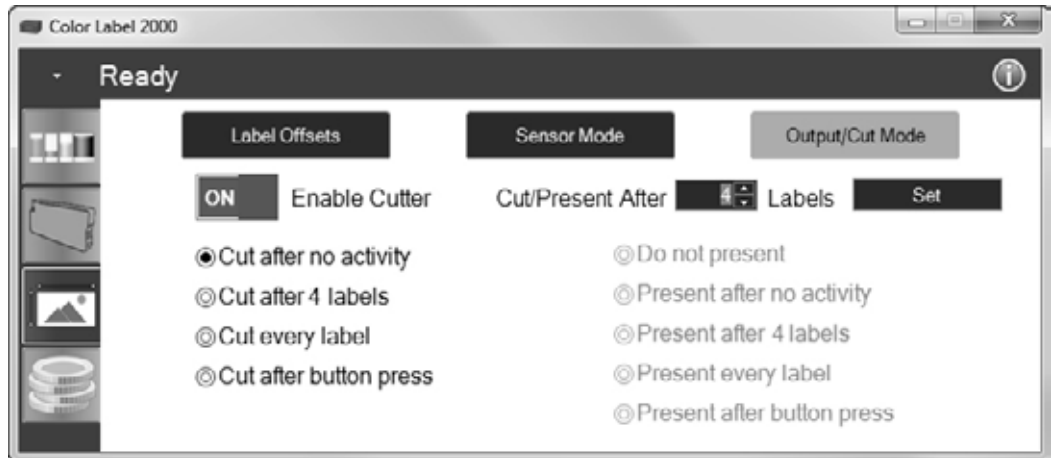 Color Label 2000
Ready
Label Offsets Sensor Mode Output/Cut Mode
ON Enable Cutter Cut/Present After 4 Labels Set
Cut after no activity Do not present
Cut after 4 labels Present after no activity
Cut every label Present after 4 labels
Cut after button press Present every label
Present after button press